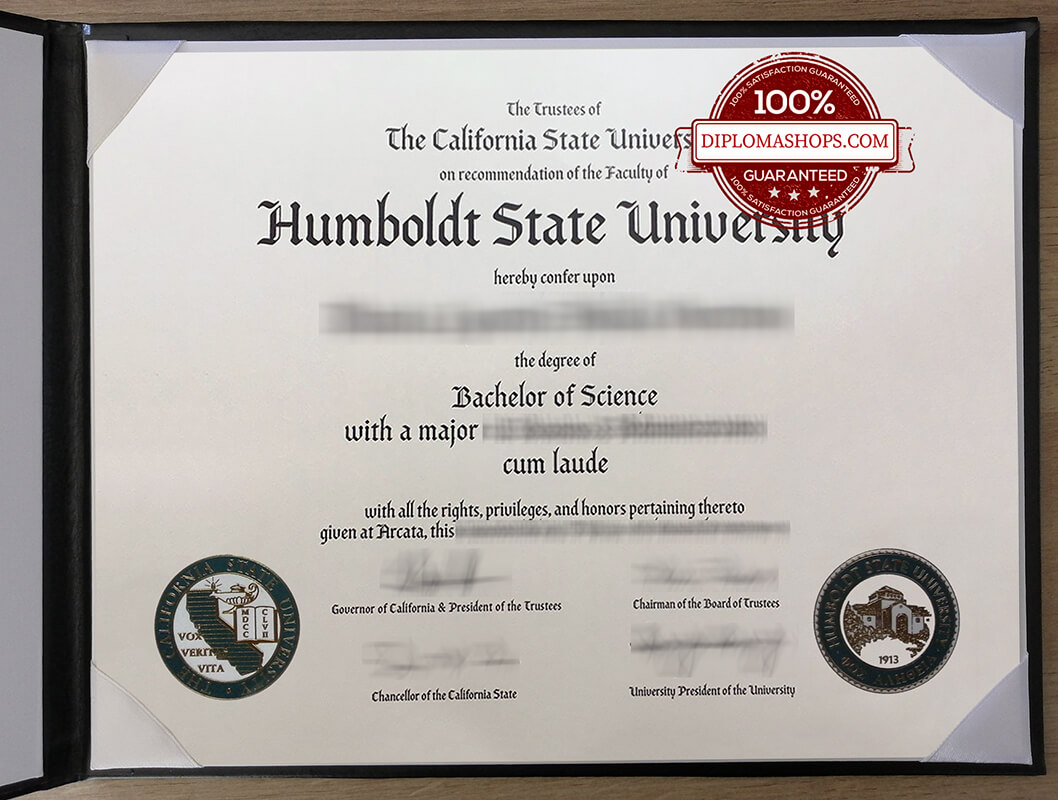 The Trustees of
The California State Univers
on recommendation of the Faculty of
Humboldt State University
hereby confer upon
the degree of
Bachelor of Science
with a major
cum laude
with all the rights, privileges, and honors pertaining thereto
given at Arcata, this
Governor of California & President of the Trustees
Chairman of the Board of Trustees
Chancellor of the California State
University President of the University
100% SATISFACTION GUARANTEED
100%
DIPLOMASHOPS.COM
GUARANTEED
100% SATISFACTION GUARANTEED
THE CALIFORNIA STATE UNIVERSITY
VOX
VERITAS
VITA
MDCC
CLVII
HUMBOLDT STATE UNIVERSITY
1913